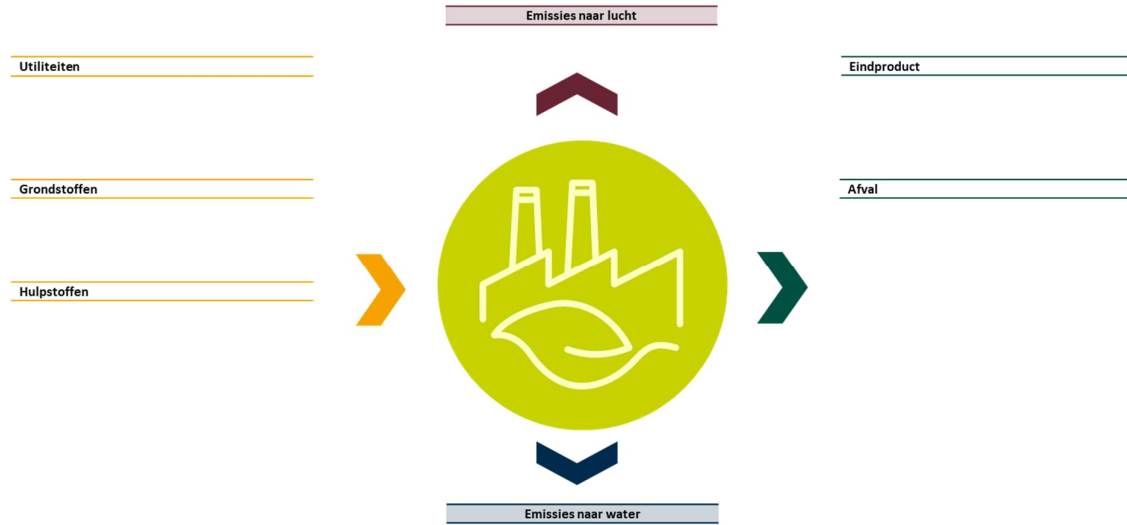 Emissies naar lucht
Utiliteiten
Eindproduct
Grondstoffen
Afval
Hulpstoffen
Emissies naar water